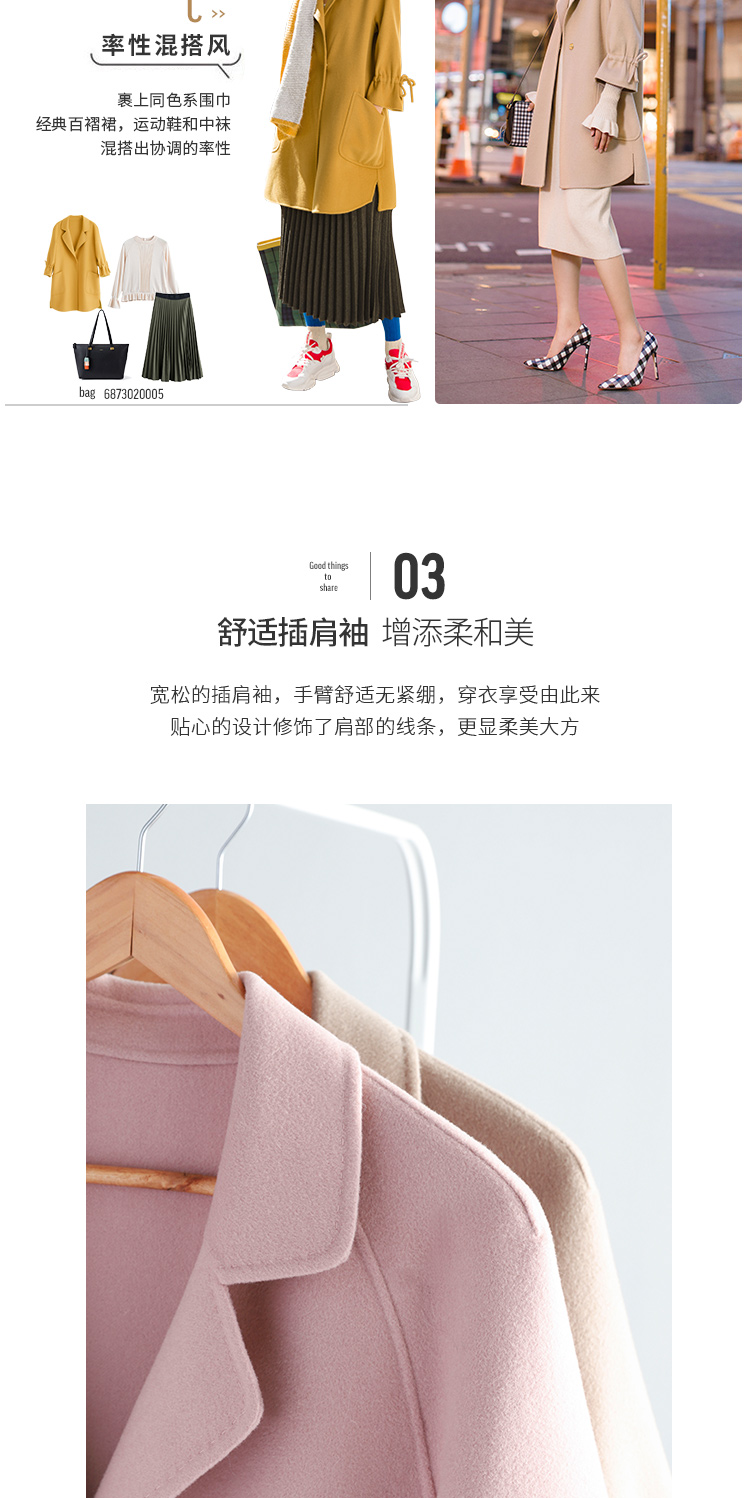 >>
率性混搭风
裹上同色系围巾
经典百褶裙，运动鞋和中袜
混搭出协调的率性
bag 6873020005
Good things
to
share
03
舒适插肩袖 增添柔和美
宽松的插肩袖，手臂舒适无紧绷，穿衣享受由此来
贴心的设计修饰了肩部的线条，更显柔美大方